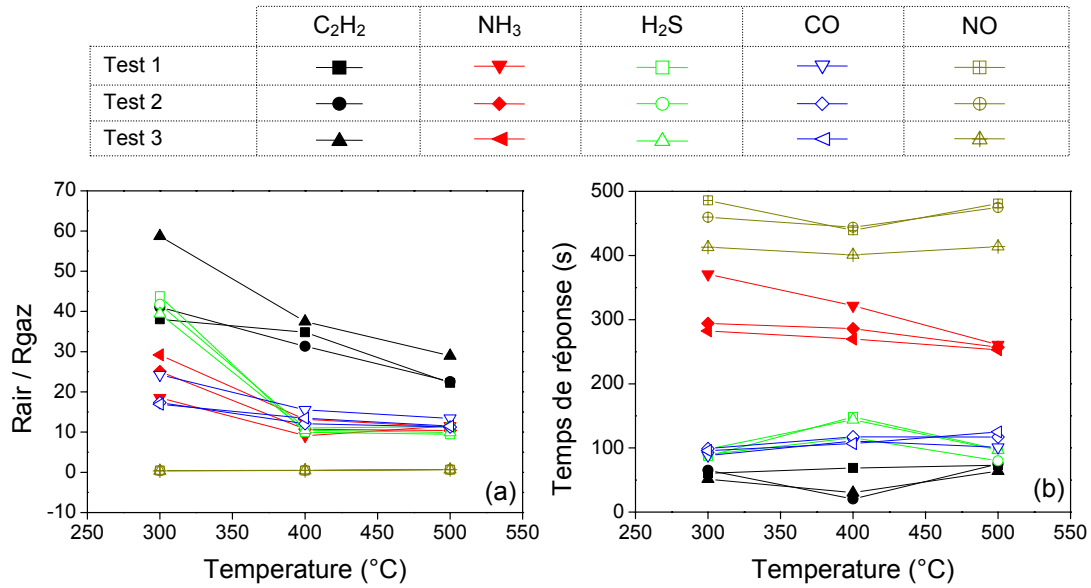 C₂H₂ NH₃ H₂S CO NO
Test 1
Test 2
Test 3
70
60
50
40
30
20
10
0
-10
250 300 350 400 450 500 550
Rair / Rgaz
Temperature (°C)
(a)
500
400
300
200
100
0
250 300 350 400 450 500 550
Temps de réponse (s)
Temperature (°C)
(b)